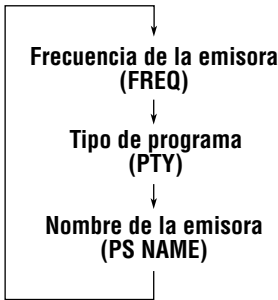 Frecuencia de la emisora
(FREQ)
Tipo de programa
(PTY)
Nombre de la emisora
(PS NAME)